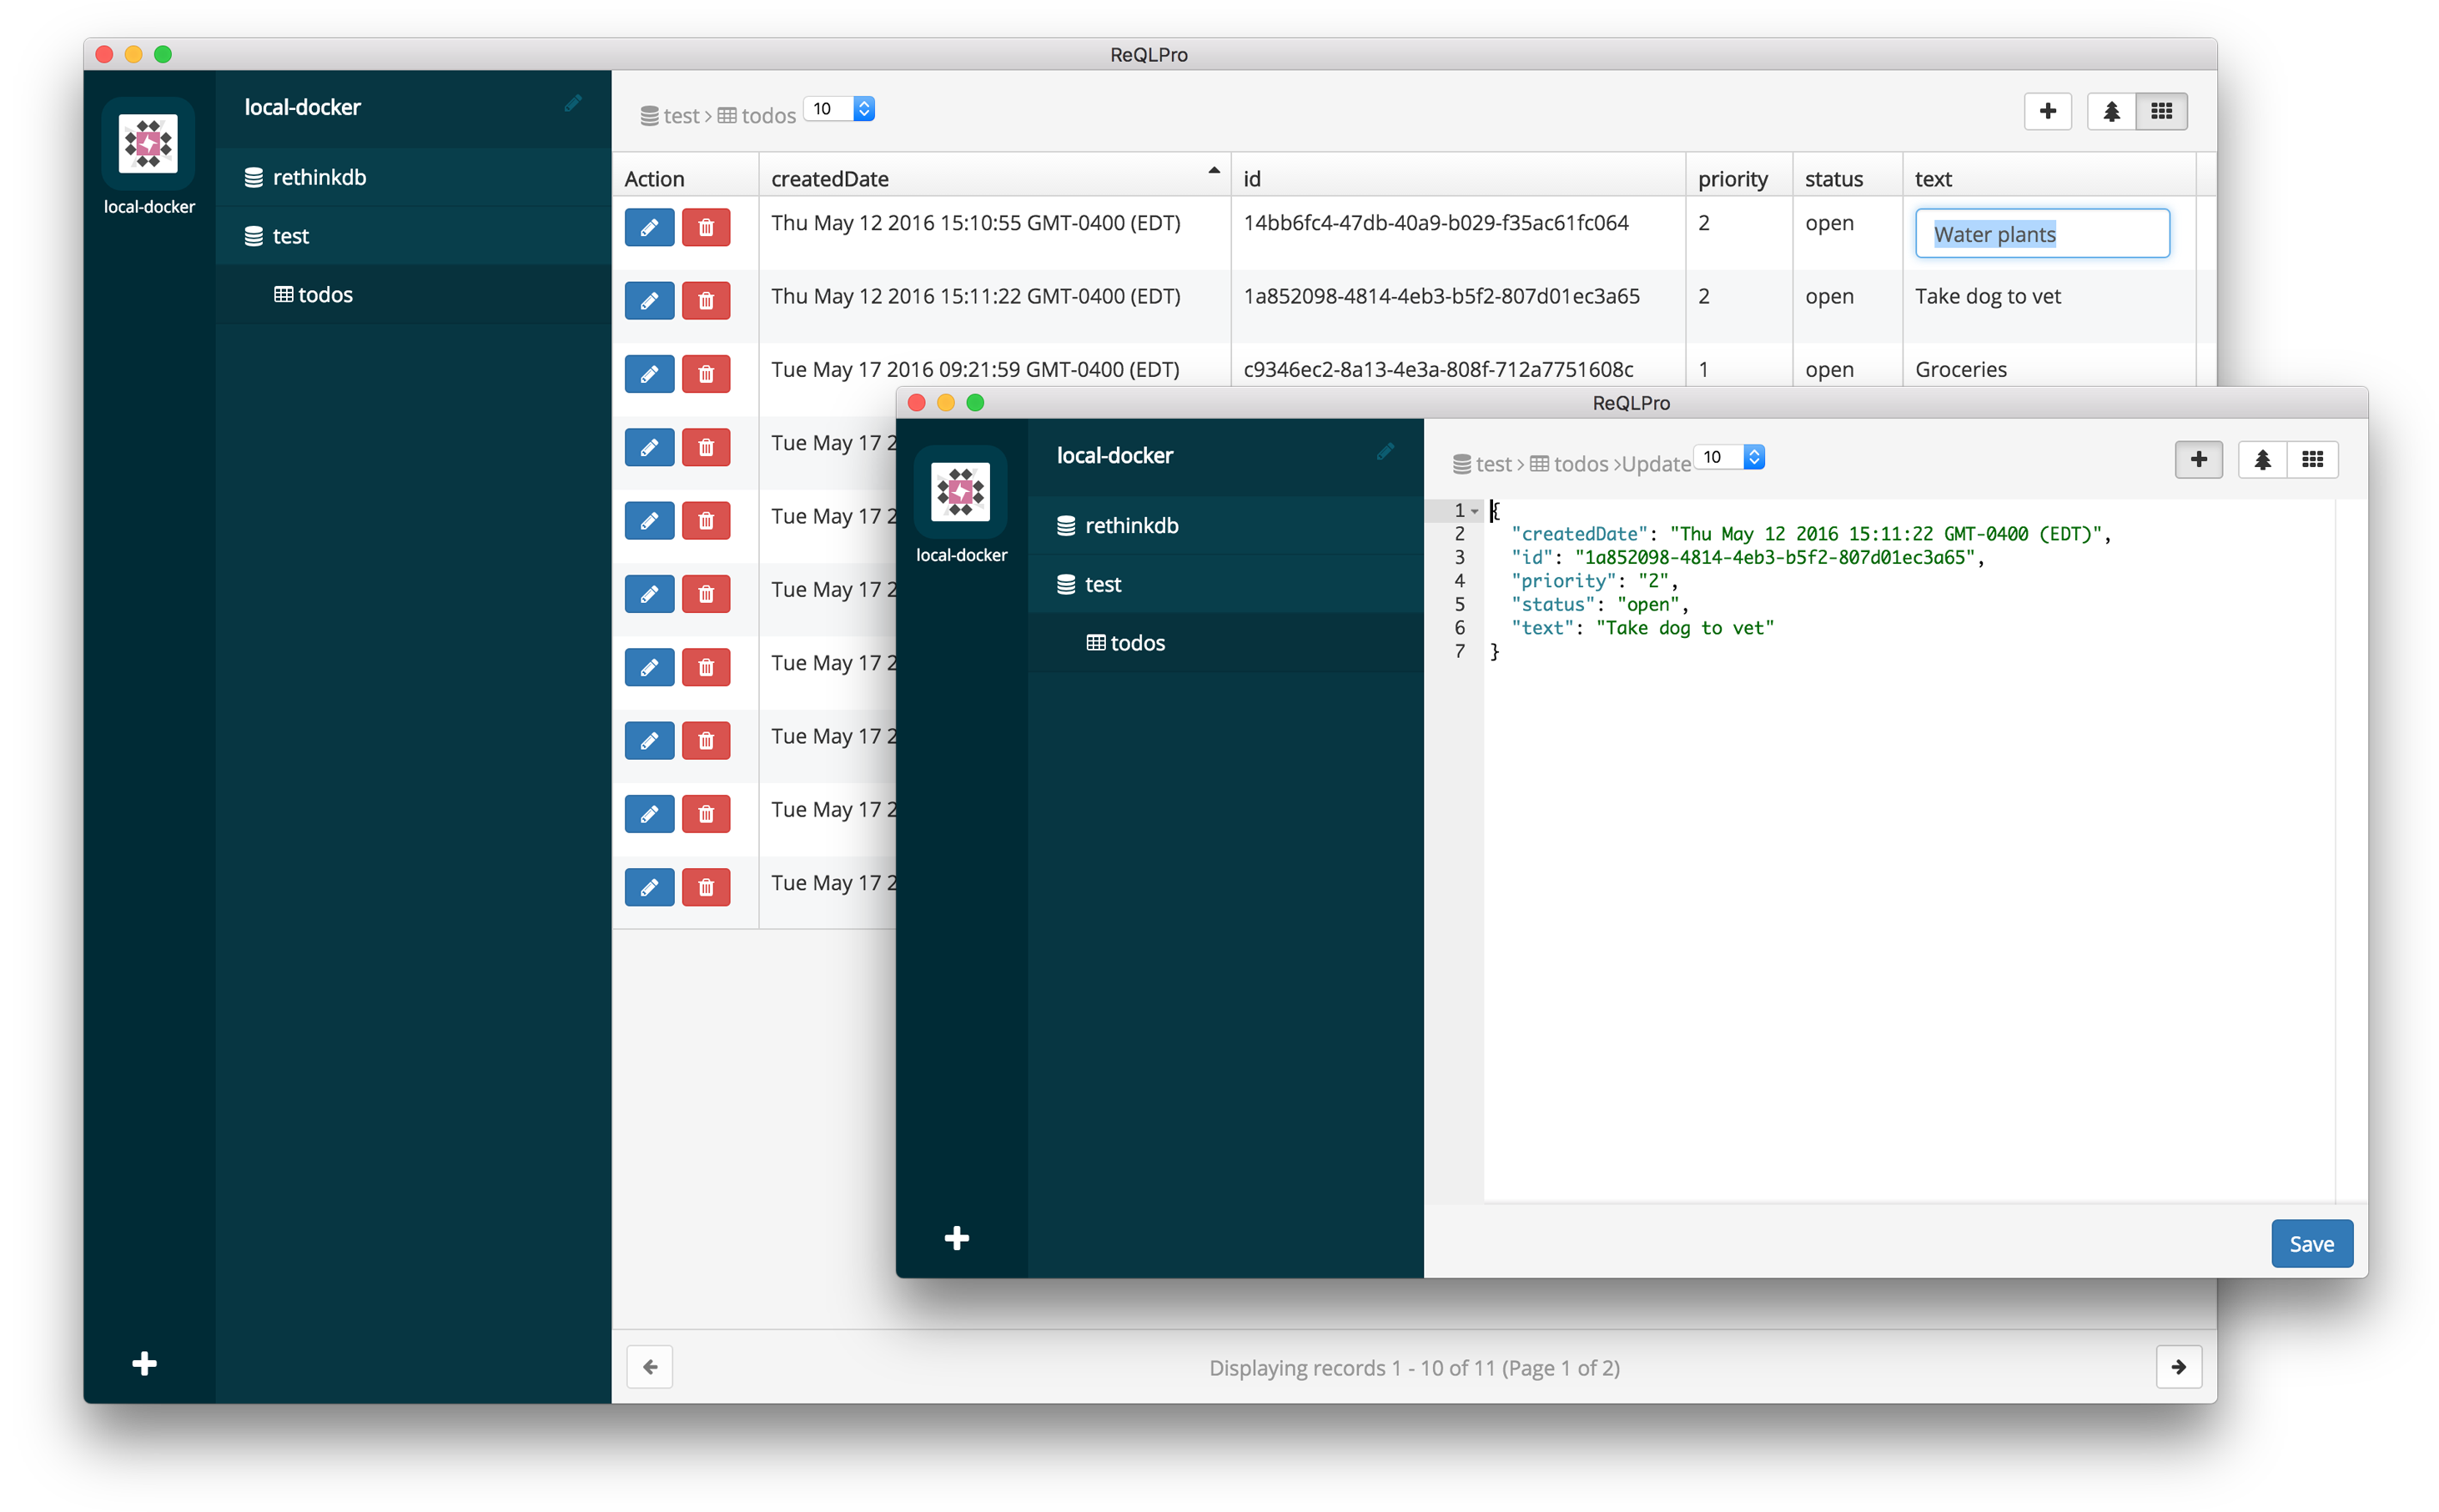 ReQLPro
local-docker
local-docker
rethinkdb
test
todos
test > todos 10
Action createdDate id priority status text
Thu May 12 2016 15:10:55 GMT-0400 (EDT) 14bb6fc4-47db-40a9-b029-f35ac61fc064 2 open Water plants
Thu May 12 2016 15:11:22 GMT-0400 (EDT) 1a852098-4814-4eb3-b5f2-807d01ec3a65 2 open Take dog to vet
Tue May 17 2016 09:21:59 GMT-0400 (EDT) c9346ec2-8a13-4e3a-808f-712a7751608c 1 open Groceries
Tue May 17 2
Tue May 17 2
Tue May 17 2
Tue May 17 2
Tue May 17 2
Tue May 17 2
Tue May 17 2
Displaying records 1 - 10 of 11 (Page 1 of 2)
ReQLPro
local-docker
local-docker
rethinkdb
test
todos
test > todos >Update 10
1 {
2 "createdDate": "Thu May 12 2016 15:11:22 GMT-0400 (EDT)",
3 "id": "1a852098-4814-4eb3-b5f2-807d01ec3a65",
4 "priority": "2",
5 "status": "open",
6 "text": "Take dog to vet"
7 }
Save